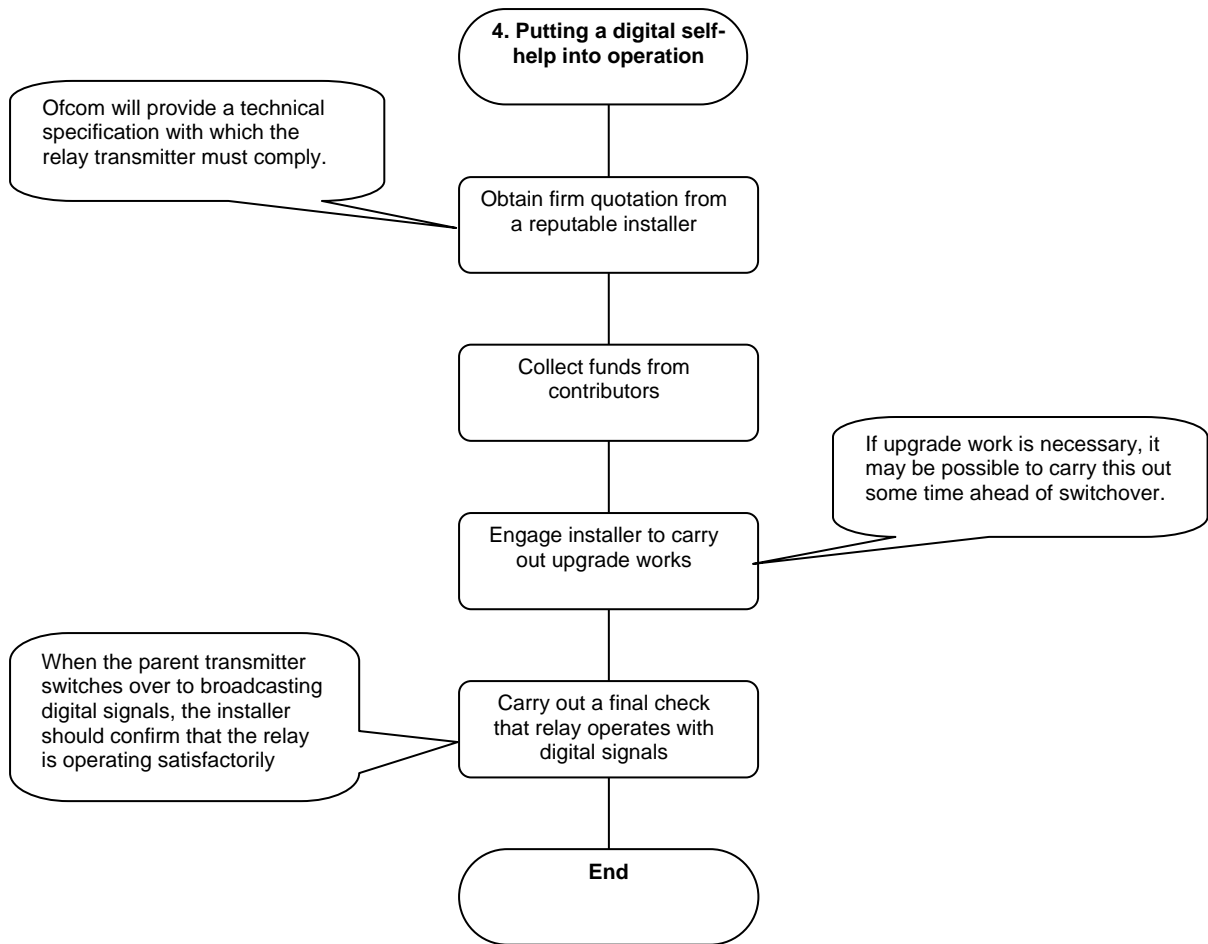 4. Putting a digital self-
help into operation
Ofcom will provide a technical
specification with which the
relay transmitter must comply.
Obtain firm quotation from
a reputable installer
Collect funds from
contributors
If upgrade work is necessary, it
may be possible to carry this out
some time ahead of switchover.
Engage installer to carry
out upgrade works
When the parent transmitter
switches over to broadcasting
digital signals, the installer
should confirm that the relay
is operating satisfactorily
Carry out a final check
that relay operates with
digital signals
End